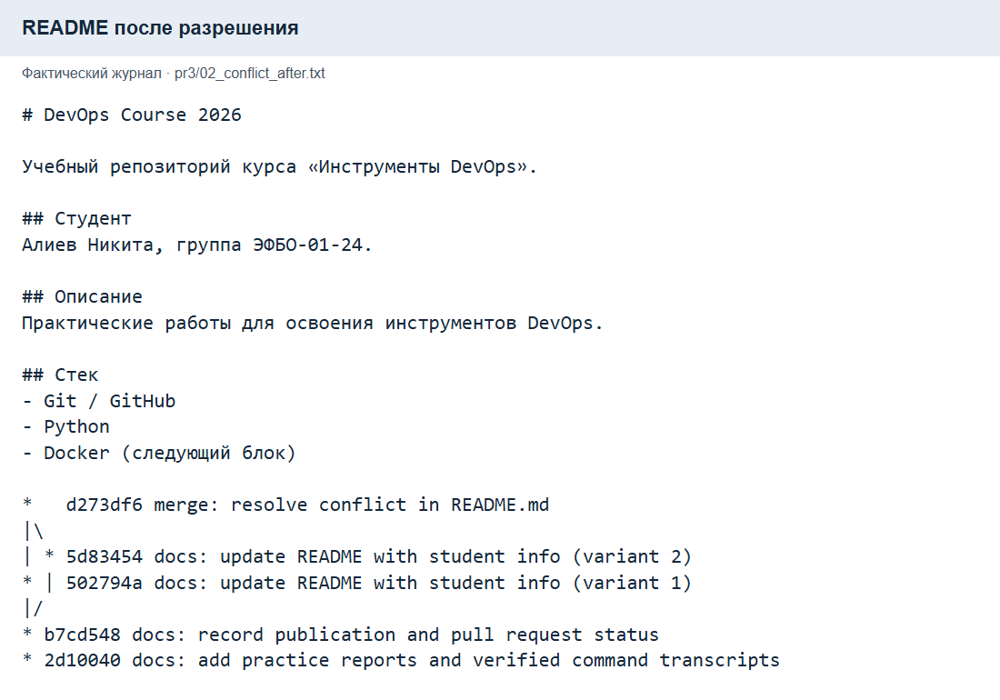 README после разрешения
Фактический журнал · pr3/02_conflict_after.txt
# DevOps Course 2026
Учебный репозиторий курса «Инструменты DevOps».
## Студент
Алиев Никита, группа ЭФБО-01-24.
## Описание
Практические работы для освоения инструментов DevOps.
## Стек
- Git / GitHub
- Python
- Docker (следующий блок)
*   d273df6 merge: resolve conflict in README.md
|\
| * 5d83454 docs: update README with student info (variant 2)
* | 502794a docs: update README with student info (variant 1)
|/
* b7cd548 docs: record publication and pull request status
* 2d10040 docs: add practice reports and verified command transcripts